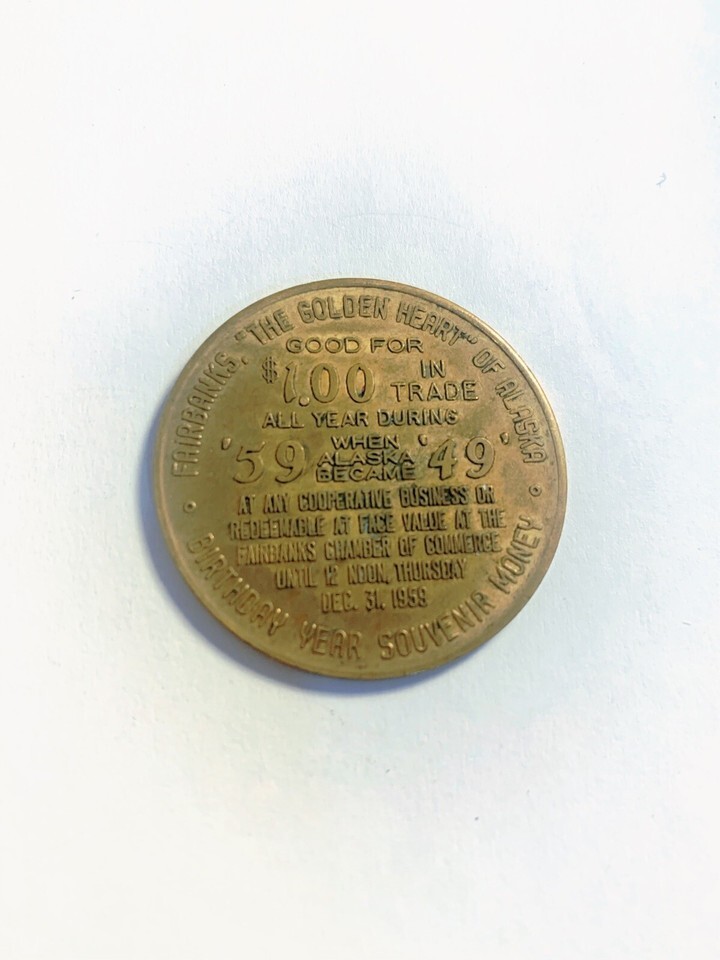 FAIRBANKS, "THE GOLDEN HEART" OF ALASKA
GOOD FOR
$1.00 IN TRADE
ALL YEAR DURING
'59 WHEN ALASKA BECAME '49'
AT ANY COOPERATIVE BUSINESS OR
REDEEMABLE AT FACE VALUE AT THE
FAIRBANKS CHAMBER OF COMMERCE
UNTIL 12 NOON, THURSDAY
DEC. 31, 1959
BIRTHDAY YEAR SOUVENIR MONEY